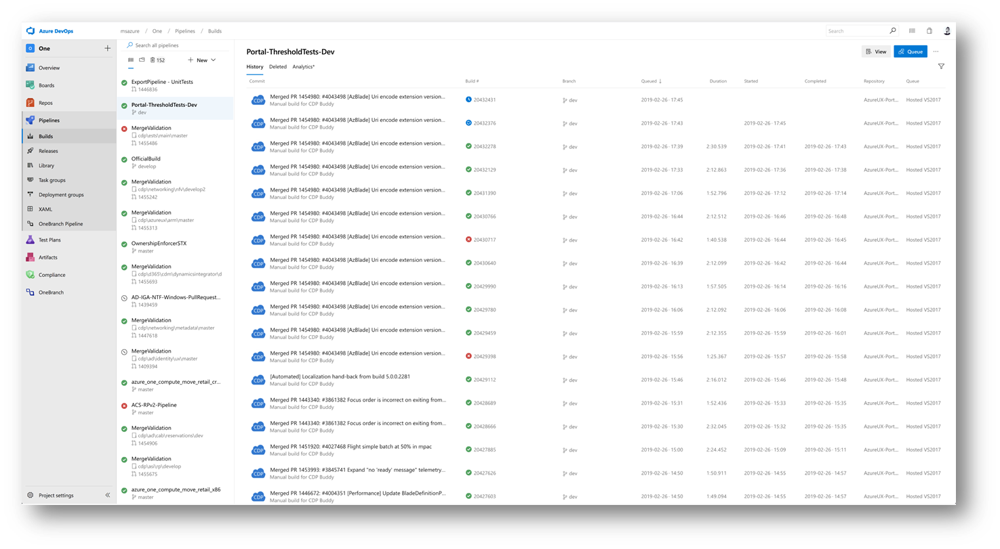 Azure DevOps
msazure / One / Pipelines / Builds
Search
O One
Overview
Boards
Repos
Pipelines
Builds
Releases
Library
Task groups
Deployment groups
XAML
OneBranch Pipeline
Test Plans
Artifacts
Compliance
OneBranch
Project settings
Search all pipelines
152 New
ExportPipeline - UnitTests
1446836
Portal-ThresholdTests-Dev
dev
MergeValidation
cdp\ests\main\master
1455486
OfficialBuild
develop
MergeValidation
cdp\networking\nfv\develop2
1455242
MergeValidation
cdp\azureux\arm\master
1455313
OwnershipEnforcerSTX
master
MergeValidation
cdp\d365\cdm\dynamicsintegrator\d
1455693
AD-IGA-NTF-Windows-PullRequest...
1439459
MergeValidation
cdp\networking\metadata\master
1447618
MergeValidation
cdp\ad\identity\ux\master
1409394
azure_one_compute_move_retail_cr...
master
ACS-RPv2-Pipeline
master
MergeValidation
cdp\ad\cab\reservations\dev
1454906
MergeValidation
cdp\asi\rp\develop
1455675
azure_one_compute_move_retail_x86
master
Portal-ThresholdTests-Dev
View Queue ...
History Deleted Analytics*
Commit Build # Branch Queued ↓ Duration Started Completed Repository Queue
CDP Merged PR 1454980: #4043498 [AzBlade] Uri encode extension version... 20432431 dev 2019-02-26 · 17:45 AzureUX-Port... Hosted VS2017
Manual build for CDP Buddy
CDP Merged PR 1454980: #4043498 [AzBlade] Uri encode extension version... 20432376 dev 2019-02-26 · 17:43 2019-02-26 · 17:45 AzureUX-Port... Hosted VS2017
Manual build for CDP Buddy
CDP Merged PR 1454980: #4043498 [AzBlade] Uri encode extension version... 20432278 dev 2019-02-26 · 17:39 2:30.539 2019-02-26 · 17:41 2019-02-26 · 17:43 AzureUX-Port... Hosted VS2017
Manual build for CDP Buddy
CDP Merged PR 1454980: #4043498 [AzBlade] Uri encode extension version... 20432129 dev 2019-02-26 · 17:33 2:12.863 2019-02-26 · 17:36 2019-02-26 · 17:38 AzureUX-Port... Hosted VS2017
Manual build for CDP Buddy
CDP Merged PR 1454980: #4043498 [AzBlade] Uri encode extension version... 20431390 dev 2019-02-26 · 17:06 1:52.796 2019-02-26 · 17:12 2019-02-26 · 17:14 AzureUX-Port... Hosted VS2017
Manual build for CDP Buddy
CDP Merged PR 1454980: #4043498 [AzBlade] Uri encode extension version... 20430766 dev 2019-02-26 · 16:44 2:12.512 2019-02-26 · 16:46 2019-02-26 · 16:48 AzureUX-Port... Hosted VS2017
Manual build for CDP Buddy
CDP Merged PR 1454980: #4043498 [AzBlade] Uri encode extension version... 20430717 dev 2019-02-26 · 16:42 1:40.538 2019-02-26 · 16:44 2019-02-26 · 16:45 AzureUX-Port... Hosted VS2017
Manual build for CDP Buddy
CDP Merged PR 1454980: #4043498 [AzBlade] Uri encode extension version... 20430640 dev 2019-02-26 · 16:39 2:12.099 2019-02-26 · 16:42 2019-02-26 · 16:44 AzureUX-Port... Hosted VS2017
Manual build for CDP Buddy
CDP Merged PR 1454980: #4043498 [AzBlade] Uri encode extension version... 20429990 dev 2019-02-26 · 16:13 1:57.505 2019-02-26 · 16:14 2019-02-26 · 16:16 AzureUX-Port... Hosted VS2017
Manual build for CDP Buddy
CDP Merged PR 1454980: #4043498 [AzBlade] Uri encode extension version... 20429780 dev 2019-02-26 · 16:06 2:12.092 2019-02-26 · 16:06 2019-02-26 · 16:08 AzureUX-Port... Hosted VS2017
Manual build for CDP Buddy
CDP Merged PR 1454980: #4043498 [AzBlade] Uri encode extension version... 20429459 dev 2019-02-26 · 15:59 2:12.355 2019-02-26 · 15:59 2019-02-26 · 16:01 AzureUX-Port... Hosted VS2017
Manual build for CDP Buddy
CDP Merged PR 1454980: #4043498 [AzBlade] Uri encode extension version... 20429398 dev 2019-02-26 · 15:56 1:25.367 2019-02-26 · 15:57 2019-02-26 · 15:58 AzureUX-Port... Hosted VS2017
Manual build for CDP Buddy
CDP [Automated] Localization hand-back from build 5.0.0.2281 20429112 dev 2019-02-26 · 15:46 2:16.012 2019-02-26 · 15:46 2019-02-26 · 15:48 AzureUX-Port... Hosted VS2017
Manual build for CDP Buddy
CDP Merged PR 1443340: #3861382 Focus order is incorrect on exiting from... 20428689 dev 2019-02-26 · 15:31 1:52.436 2019-02-26 · 15:33 2019-02-26 · 15:35 AzureUX-Port... Hosted VS2017
Manual build for CDP Buddy
CDP Merged PR 1443340: #3861382 Focus order is incorrect on exiting from... 20428666 dev 2019-02-26 · 15:30 2:32.045 2019-02-26 · 15:32 2019-02-26 · 15:35 AzureUX-Port... Hosted VS2017
Manual build for CDP Buddy
CDP Merged PR 1451920: #4027468 Flight simple batch at 50% in mpac 20427885 dev 2019-02-26 · 15:00 2:24.452 2019-02-26 · 15:09 2019-02-26 · 15:11 AzureUX-Port... Hosted VS2017
Manual build for CDP Buddy
CDP Merged PR 1453993: #3845741 Expand "no 'ready' message" telemetry... 20427626 dev 2019-02-26 · 14:50 1:50.911 2019-02-26 · 14:55 2019-02-26 · 14:57 AzureUX-Port... Hosted VS2017
Manual build for CDP Buddy
CDP Merged PR 1446672: #4004351 [Performance] Update BladeDefinitionP... 20427603 dev 2019-02-26 · 14:50 1:49.094 2019-02-26 · 14:55 2019-02-26 · 14:57 AzureUX-Port... Hosted VS2017
Manual build for CDP Buddy